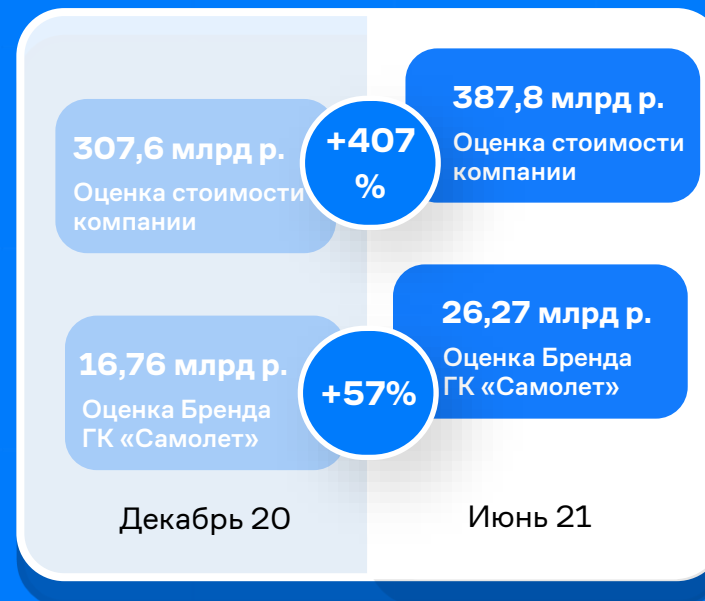 307,6 млрд р.
Оценка стоимости
компании
+407
%
387,8 млрд р.
Оценка стоимости
компании
16,76 млрд р.
Оценка Бренда
ГК «Самолет»
+57%
26,27 млрд р.
Оценка Бренда
ГК «Самолет»
Декабрь 20
Июнь 21